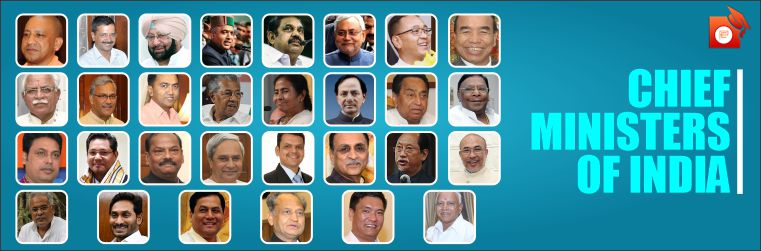 CHIEF
MINISTERS
OF INDIA